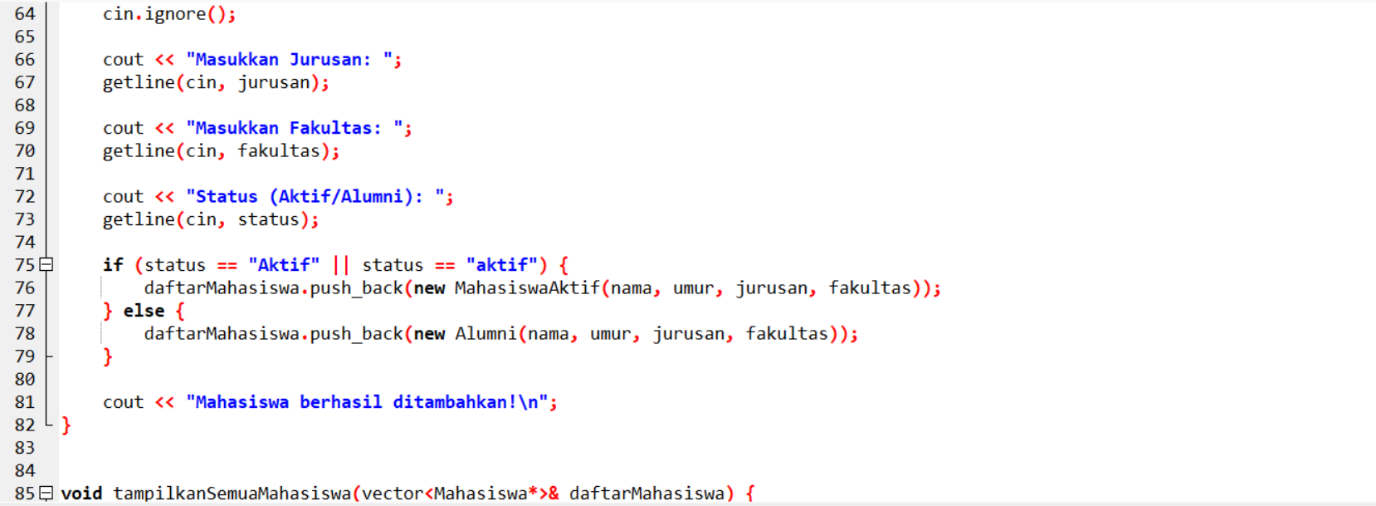 64 cin.ignore();
65
66 cout << "Masukkan Jurusan: ";
67 getline(cin, jurusan);
68
69 cout << "Masukkan Fakultas: ";
70 getline(cin, fakultas);
71
72 cout << "Status (Aktif/Alumni): ";
73 getline(cin, status);
74
75 if (status == "Aktif" || status == "aktif") {
76 daftarMahasiswa.push_back(new MahasiswaAktif(nama, umur, jurusan, fakultas));
77 } else {
78 daftarMahasiswa.push_back(new Alumni(nama, umur, jurusan, fakultas));
79 }
80
81 cout << "Mahasiswa berhasil ditambahkan!\n";
82 }
83
84
85 void tampilkanSemuaMahasiswa(vector<Mahasiswa*>& daftarMahasiswa) {